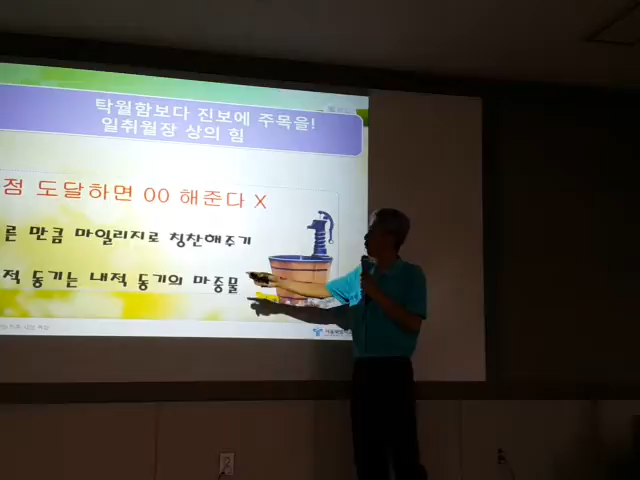 탁월함보다 진보에 주목을!
일취월장 상의 힘
점 도달하면 00 해준다 X
른 만큼 마일리지로 칭찬해주기
적 동기는 내적 동기의 마중물